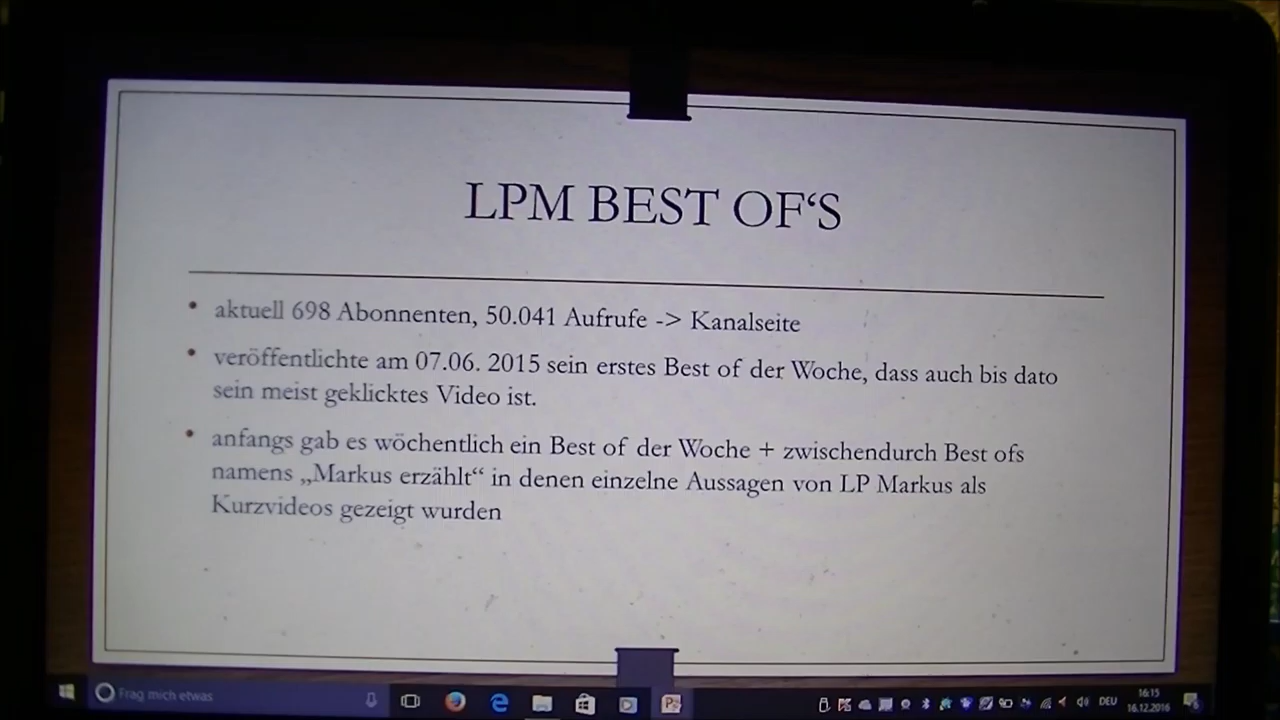 LPM BEST OF‘S
• aktuell 698 Abonnenten, 50.041 Aufrufe -> Kanalseite
• veröffentlichte am 07.06. 2015 sein erstes Best of der Woche, dass auch bis dato
sein meist geklicktes Video ist.
• anfangs gab es wöchentlich ein Best of der Woche + zwischendurch Best ofs
namens „Markus erzählt“ in denen einzelne Aussagen von LP Markus als
Kurzvideos gezeigt wurden
Frag mich etwas
DEU
16:15
16.12.2016